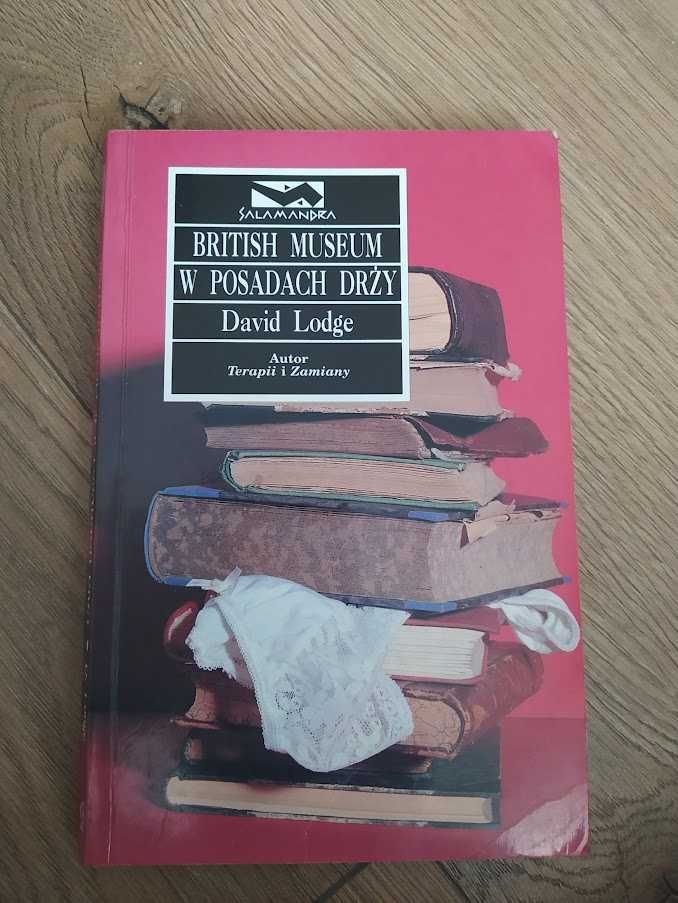 SALAMANDRA
BRITISH MUSEUM
W POSADACH DRŻY
David Lodge
Autor
Terapii i Zamiany